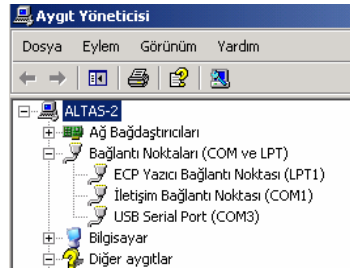 Aygıt Yöneticisi
Dosya Eylem Görünüm Yardım
ALTAS-2
Ağ Bağdaştırıcıları
Bağlantı Noktaları (COM ve LPT)
ECP Yazıcı Bağlantı Noktası (LPT1)
İletişim Bağlantı Noktası (COM1)
USB Serial Port (COM3)
Bilgisayar
Diğer aygıtlar